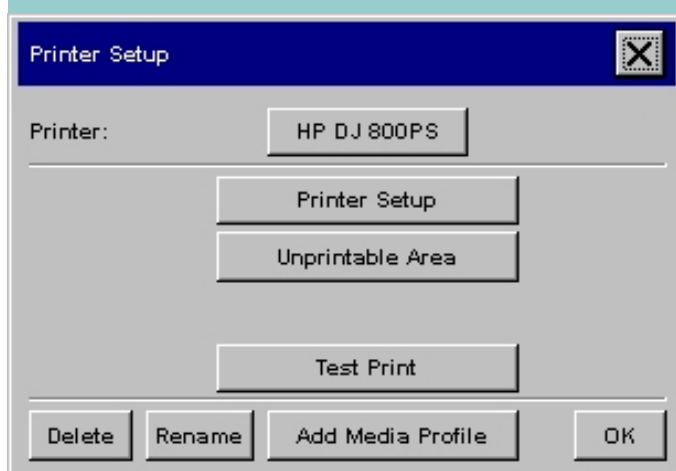 Printer Setup
Printer: HP DJ 800PS
Printer Setup
Unprintable Area
Test Print
Delete Rename Add Media Profile OK